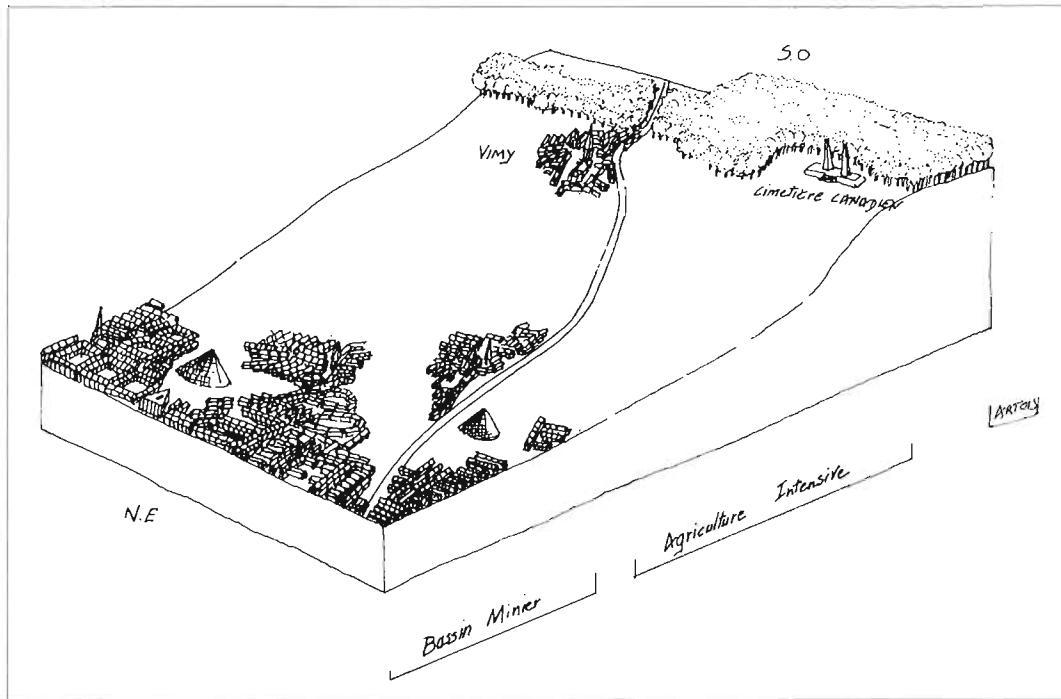 S.O
VIMY
Cimetière CANADIEN
ARTOIS
N.E
Agriculture Intensive
Bassin Minier